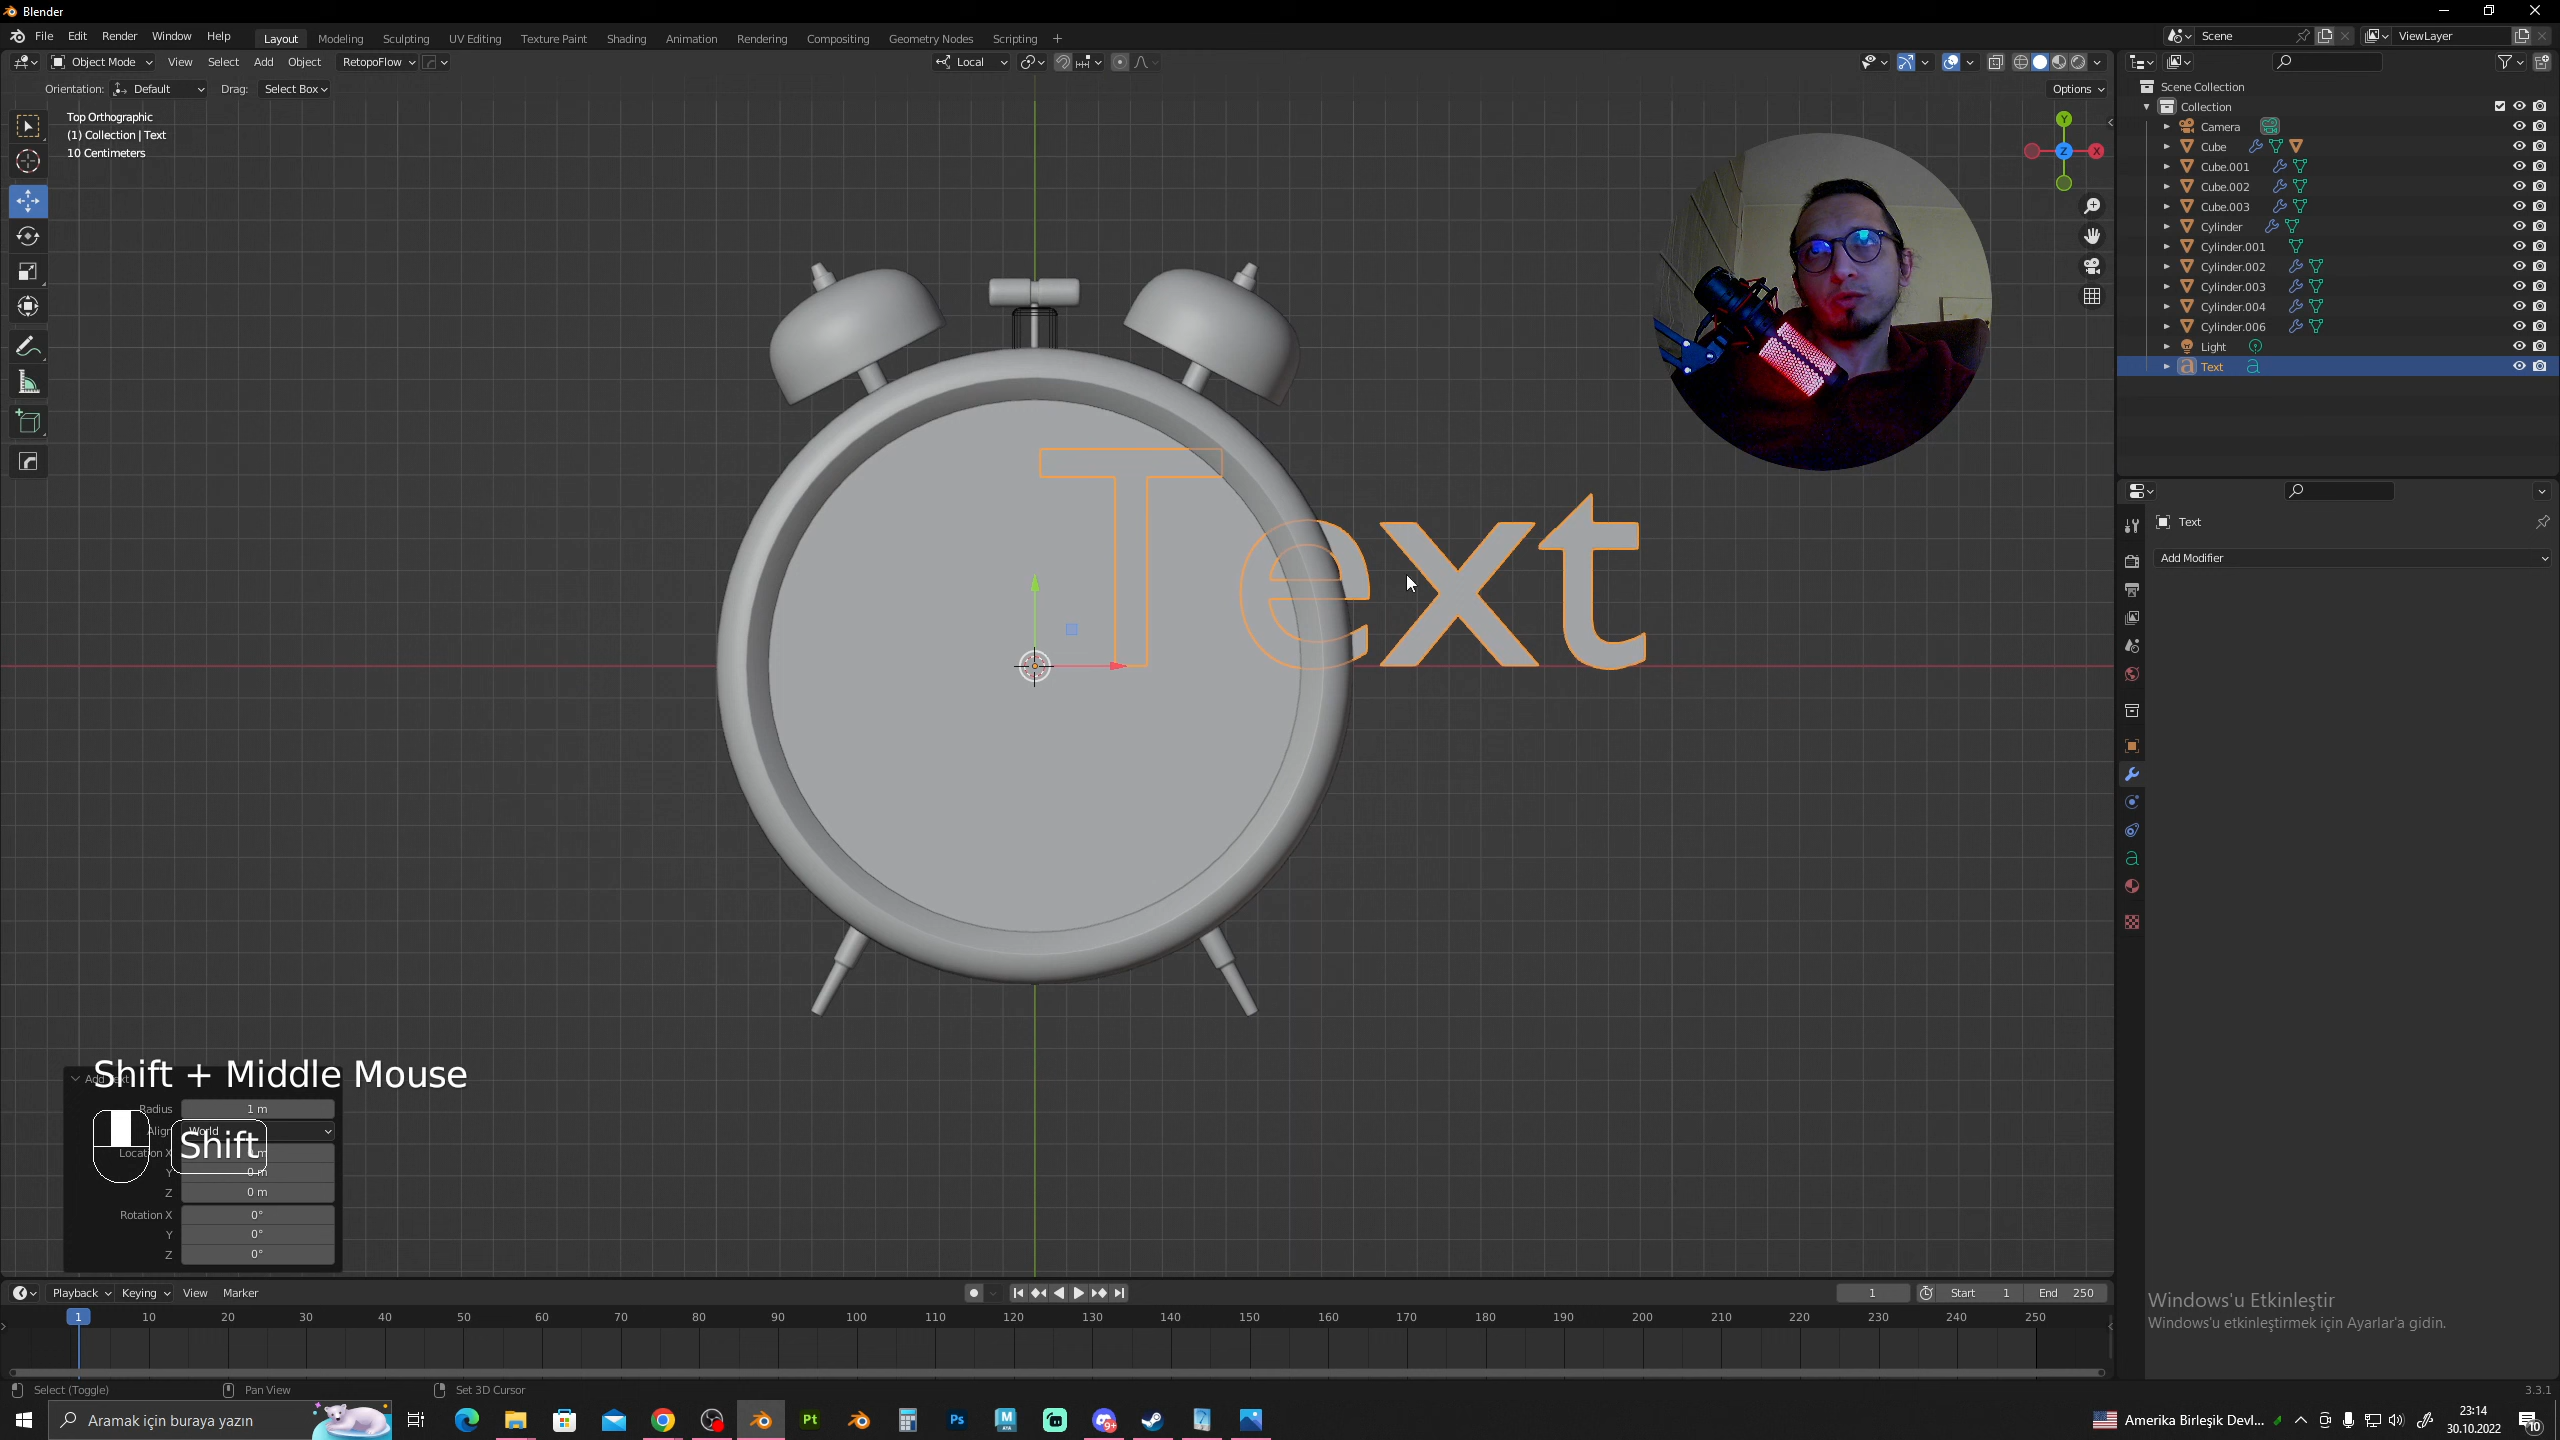 Blender
File Edit Render Window Help Layout Modeling Sculpting UV Editing Texture Paint Shading Animation Rendering Compositing Geometry Nodes Scripting + Scene ViewLayer
Object Mode View Select Add Object RetopoFlow Local
Orientation: Default Drag: Select Box Options
Top Orthographic
(1) Collection | Text
10 Centimeters
Y
Z X
Text
Scene Collection
Collection
Camera
Cube
Cube.001
Cube.002
Cube.003
Cylinder
Cylinder.001
Cylinder.002
Cylinder.003
Cylinder.004
Cylinder.006
Light
Text
Text
Add Modifier
Shift + Middle Mouse
Radius 1 m
Align World
Shift
Location X
Y 0 m
Z 0 m
Rotation X 0°
Y 0°
Z 0°
Playback Keying View Marker 1 Start 1 End 250
1 10 20 30 40 50 60 70 80 90 100 110 120 130 140 150 160 170 180 190 200 210 220 230 240 250
Windows'u Etkinleştir
Windows'u etkinleştirmek için Ayarlar'a gidin.
Select (Toggle) Pan View Set 3D Cursor 3.3.1
Aramak için buraya yazın Pt Ps M 9+ Amerika Birleşik Devl... 23:14
30.10.2022 10